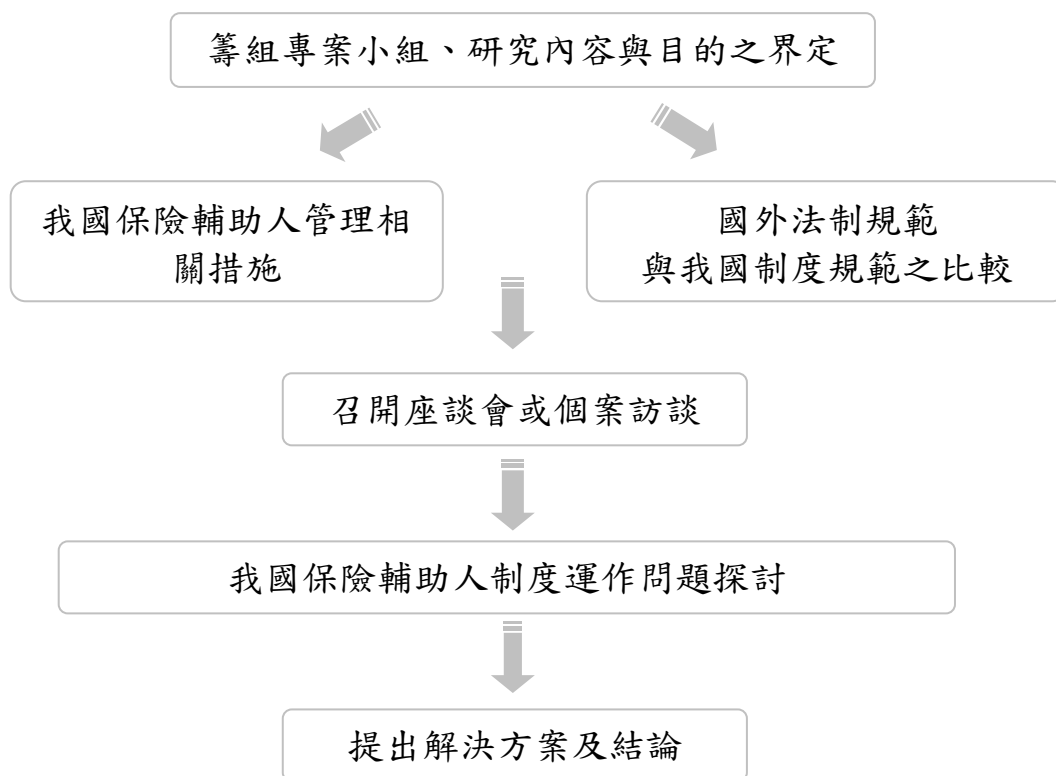 籌組專案小組、研究內容與目的之界定
我國保險輔助人管理相
關措施
國外法制規範
與我國制度規範之比較
召開座談會或個案訪談
我國保險輔助人制度運作問題探討
提出解決方案及結論